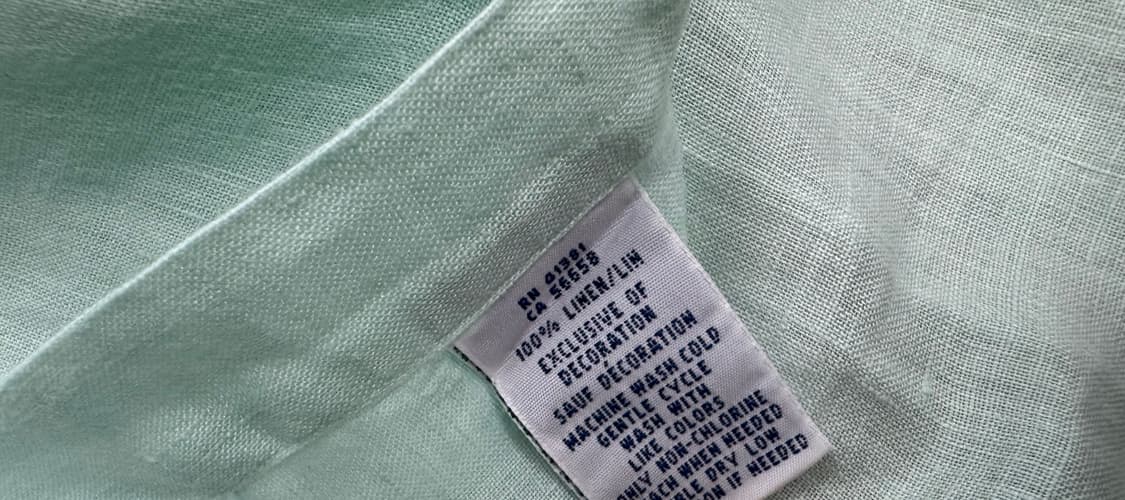 RN 41381
CA 56658
100% LINEN/LIN
EXCLUSIVE OF
DECORATION
SAUF DÉCORATION
MACHINE WASH COLD
GENTLE CYCLE
WASH WITH
LIKE COLORS
ONLY NON-CHLORINE
WHEN NEEDED
DRY LOW
IF NEEDED